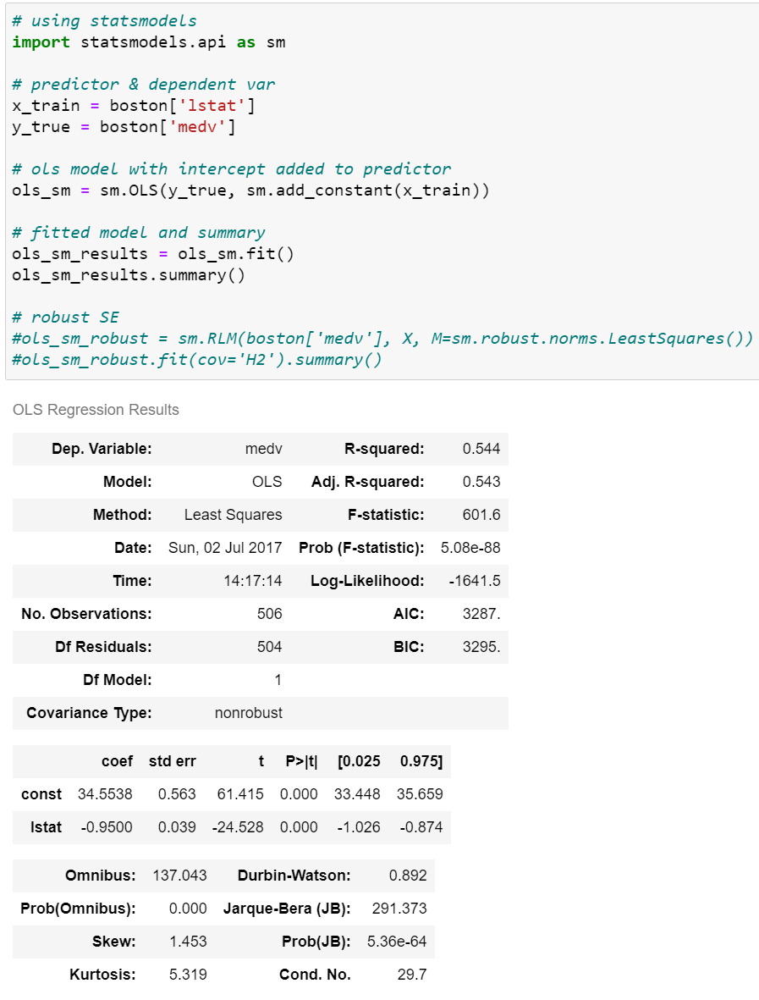 # using statsmodels
import statsmodels.api as sm
# predictor & dependent var
x_train = boston['lstat']
y_true = boston['medv']
# ols model with intercept added to predictor
ols_sm = sm.OLS(y_true, sm.add_constant(x_train))
# fitted model and summary
ols_sm_results = ols_sm.fit()
ols_sm_results.summary()
# robust SE
#ols_sm_robust = sm.RLM(boston['medv'], X, M=sm.robust.norms.LeastSquares())
#ols_sm_robust.fit(cov='H2').summary()
OLS Regression Results
Dep. Variable: medv R-squared: 0.544
Model: OLS Adj. R-squared: 0.543
Method: Least Squares F-statistic: 601.6
Date: Sun, 02 Jul 2017 Prob (F-statistic): 5.08e-88
Time: 14:17:14 Log-Likelihood: -1641.5
No. Observations: 506 AIC: 3287.
Df Residuals: 504 BIC: 3295.
Df Model: 1
Covariance Type: nonrobust
coef std err t P>|t| [0.025 0.975]
const 34.5538 0.563 61.415 0.000 33.448 35.659
lstat -0.9500 0.039 -24.528 0.000 -1.026 -0.874
Omnibus: 137.043 Durbin-Watson: 0.892
Prob(Omnibus): 0.000 Jarque-Bera (JB): 291.373
Skew: 1.453 Prob(JB): 5.36e-64
Kurtosis: 5.319 Cond. No. 29.7